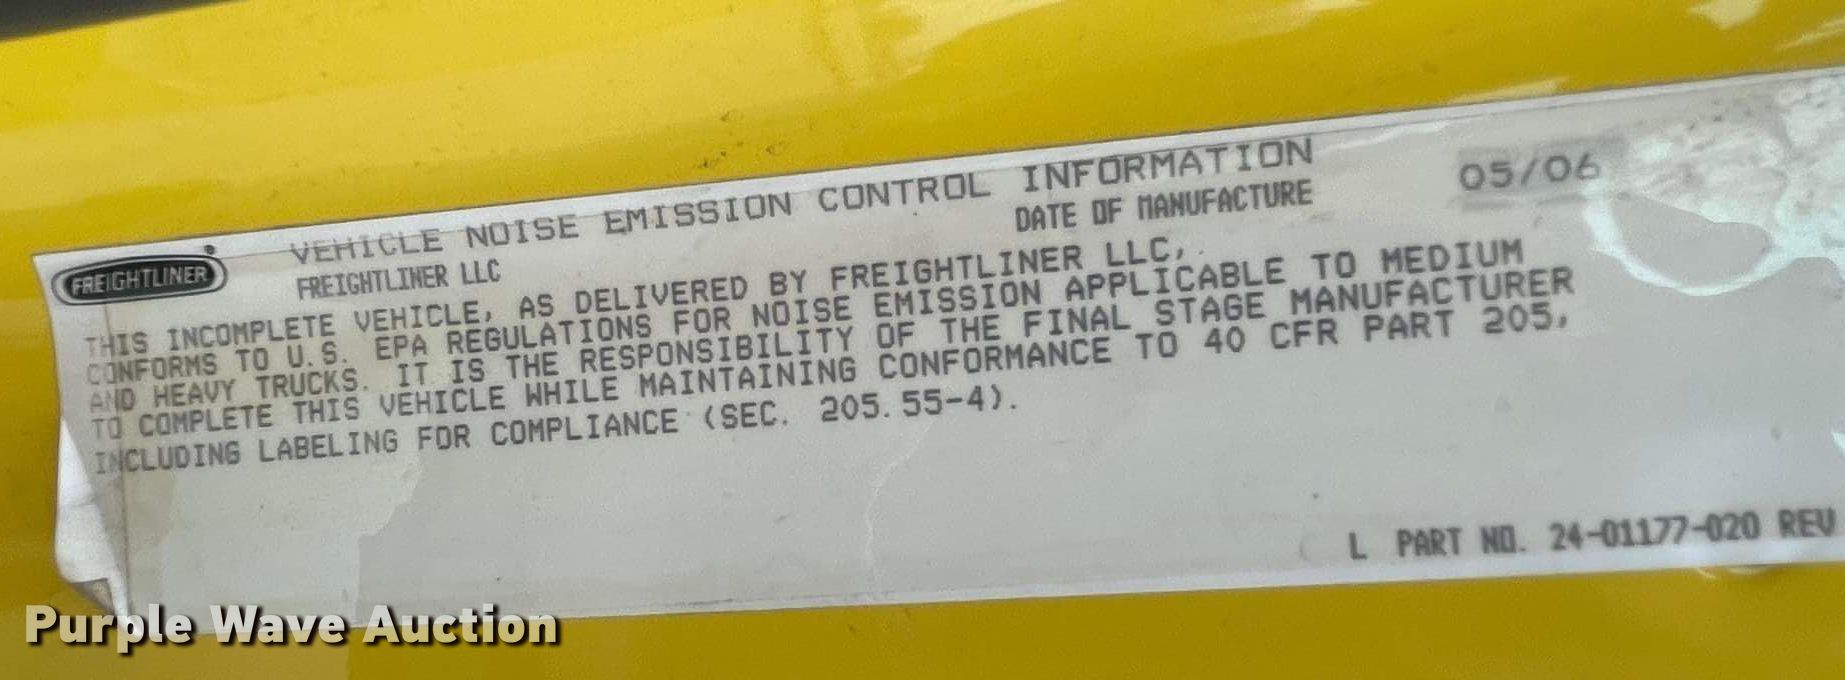 FREIGHTLINER
VEHICLE NOISE EMISSION CONTROL INFORMATION
FREIGHTLINER LLC
DATE OF MANUFACTURE
05/06
THIS INCOMPLETE VEHICLE, AS DELIVERED BY FREIGHTLINER LLC,
CONFORMS TO U.S. EPA REGULATIONS FOR NOISE EMISSION APPLICABLE TO MEDIUM
AND HEAVY TRUCKS. IT IS THE RESPONSIBILITY OF THE FINAL STAGE MANUFACTURER
TO COMPLETE THIS VEHICLE WHILE MAINTAINING CONFORMANCE TO 40 CFR PART 205,
INCLUDING LABELING FOR COMPLIANCE (SEC. 205.55-4).
L PART NO. 24-01177-020 REV
Purple Wave Auction